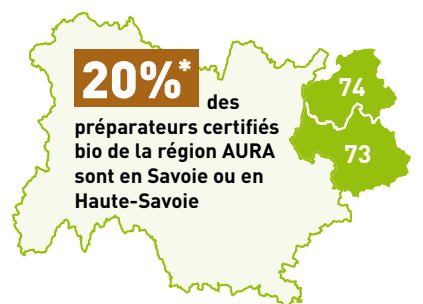 20%* des
préparateurs certifiés
bio de la région AURA
sont en Savoie ou en
Haute-Savoie
74
73